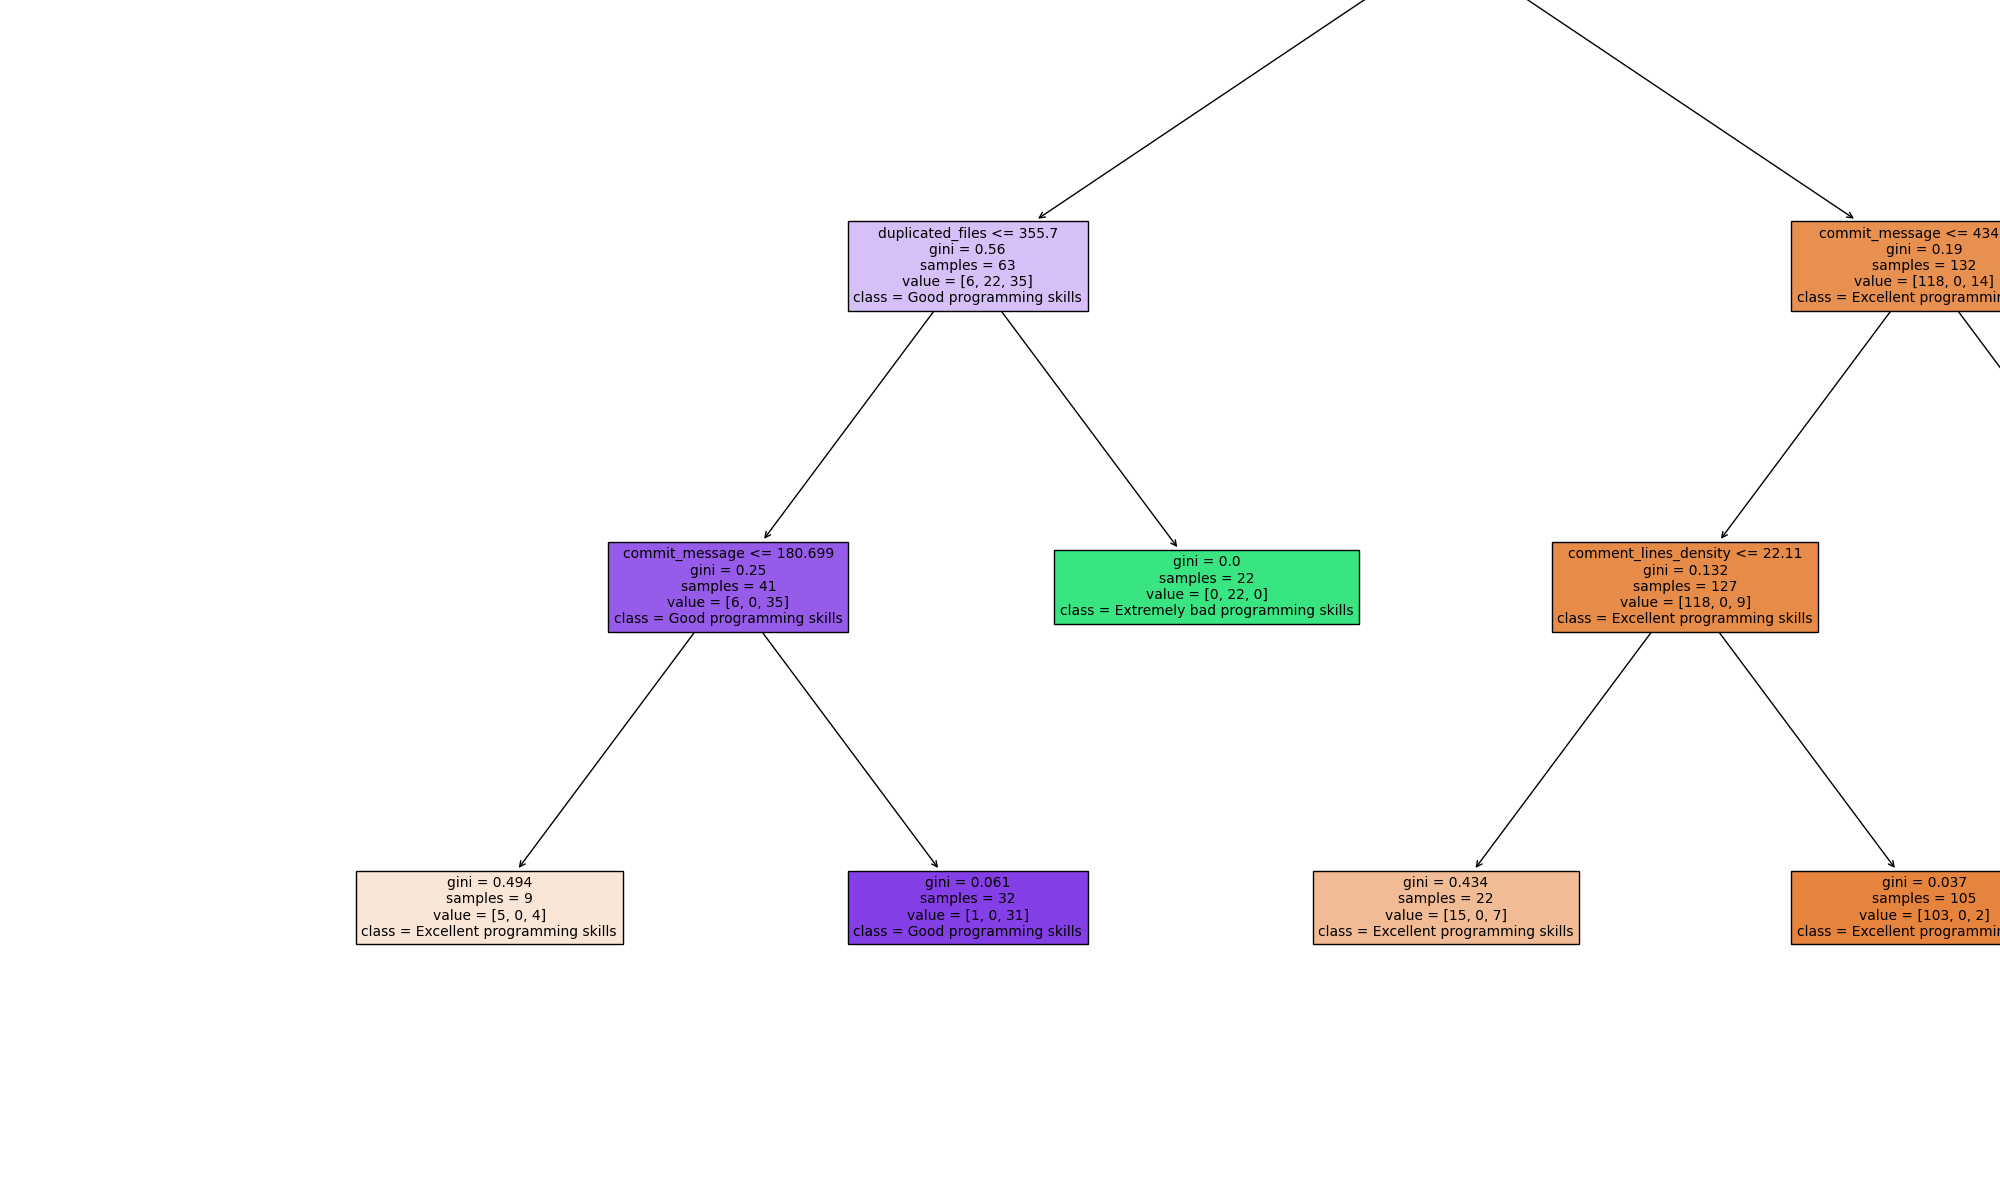 duplicated_files <= 355.7
gini = 0.56
samples = 63
value = [6, 22, 35]
class = Good programming skills
commit_message <= 434
gini = 0.19
samples = 132
value = [118, 0, 14]
class = Excellent
commit_message <= 180.699
gini = 0.25
samples = 41
value = [6, 0, 35]
class = Good programming skills
gini = 0.0
samples = 22
value = [0, 22, 0]
class = Extremely bad programming skills
comment_lines_density <= 22.11
gini = 0.132
samples = 127
value = [118, 0, 9]
class = Excellent programming skills
gini = 0.494
samples = 9
value = [5, 0, 4]
class = Excellent programming skills
gini = 0.061
samples = 32
value = [1, 0, 31]
class = Good programming skills
gini = 0.434
samples = 22
value = [15, 0, 7]
class = Excellent programming skills
gini = 0.037
samples = 105
value = [103, 0, 2]
class = Excellent